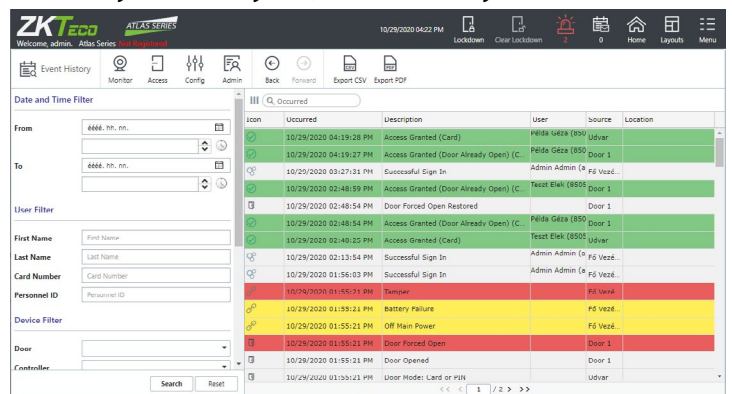 ZKTeco ATLAS SERIES
Welcome, admin. Atlas Series Not Registered
10/29/2020 04:22 PM
Lockdown
Clear Lockdown
2
0
Home
Layouts
Menu
Event History
Monitor
Access
Config
Admin
Back
Forward
Export CSV
Export PDF
Date and Time Filter
From
éééé. hh. nn.
To
éééé. hh. nn.
User Filter
First Name First Name
Last Name Last Name
Card Number Card Number
Personnel ID Personnel ID
Device Filter
Door
Controller
Search
Reset
Occurred
Icon Occurred Description User Source Location
10/29/2020 04:19:28 PM Access Granted (Card) Példa Géza (850 Udvar
10/29/2020 04:19:27 PM Access Granted (Door Already Open) (C... Példa Géza (850 Door 1
10/29/2020 03:27:31 PM Successful Sign In Admin Admin (a Fő Vezé...
10/29/2020 02:48:59 PM Access Granted (Door Already Open) (C... Teszt Elek (8505 Door 1
10/29/2020 02:48:54 PM Door Forced Open Restored Door 1
10/29/2020 02:48:54 PM Access Granted (Door Already Open) (C... Példa Géza (850 Door 1
10/29/2020 02:48:25 PM Access Granted (Card) Teszt Elek (8505 Udvar
10/29/2020 02:13:54 PM Successful Sign In Admin Admin (a Fő Vezé...
10/29/2020 01:56:03 PM Successful Sign In Admin Admin (a Fő Vezé...
10/29/2020 01:55:21 PM Tamper Fő Vezé...
10/29/2020 01:55:21 PM Battery Failure Fő Vezé...
10/29/2020 01:55:21 PM Off Main Power Fő Vezé...
10/29/2020 01:55:21 PM Door Forced Open Door 1
10/29/2020 01:55:21 PM Door Opened Door 1
10/29/2020 01:55:21 PM Door Mode: Card or PIN Udvar
<< < 1 / 2 > >>